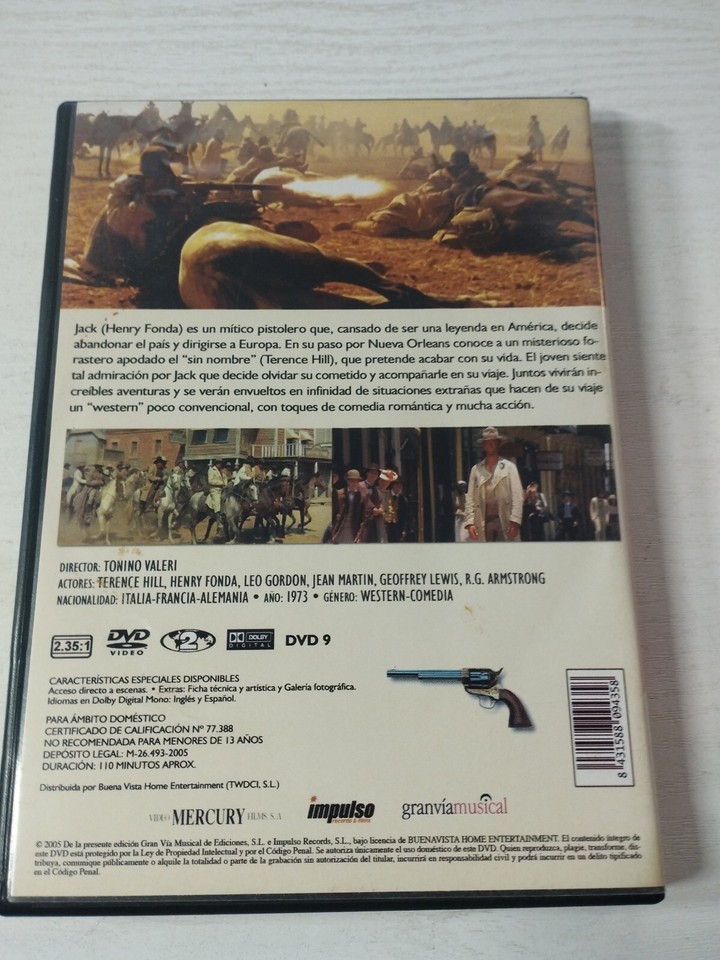 Jack (Henry Fonda) es un mítico pistolero que, cansado de ser una leyenda en América, decide
abandonar el país y dirigirse a Europa. En su paso por Nueva Orleans conoce a un misterioso fo-
rastero apodado el "sin nombre" (Terence Hill), que pretende acabar con su vida. El joven siente
tal admiración por Jack que decide olvidar su cometido y acompañarle en su viaje. Juntos vivirán in-
creíbles aventuras y se verán envueltos en infinidad de situaciones extrañas que hacen de su viaje
un "western" poco convencional, con toques de comedia romántica y mucha acción.
DIRECTOR: TONINO VALERI
ACTORES: TERENCE HILL, HENRY FONDA, LEO GORDON, JEAN MARTIN, GEOFFREY LEWIS, R.G. ARMSTRONG
NACIONALIDAD: ITALIA-FRANCIA-ALEMANIA • AÑO: 1973 • GÉNERO: WESTERN-COMEDIA
2.35:1 DVD VIDEO 2 DOLBY DIGITAL DVD 9
CARACTERÍSTICAS ESPECIALES DISPONIBLES
Acceso directo a escenas. • Extras: Ficha técnica y artística y Galería fotográfica.
Idiomas en Dolby Digital Mono: Inglés y Español.
PARA ÁMBITO DOMÉSTICO
CERTIFICADO DE CALIFICACIÓN Nº 77.388
NO RECOMENDADA PARA MENORES DE 13 AÑOS
DEPÓSITO LEGAL: M-26.493-2005
DURACIÓN: 110 MINUTOS APROX.
8 431588 094358
Distribuida por Buena Vista Home Entertainment (TWDCI, S.L.)
VIDEO MERCURY FILMS, S.A impulso records & films granvíamusical
© 2005 De la presente edición Gran Vía Musical de Ediciones, S.L. e Impulso Records, S.L., bajo licencia de BUENAVISTA HOME ENTERTAINMENT. El contenido íntegro de
este DVD está protegido por la Ley de Propiedad Intelectual y por el Código Penal. Se autoriza únicamente el uso doméstico de este DVD. Quien reproduzca, plagie, transforme, dis-
tribuya, comunique públicamente o alquile la totalidad o parte de la grabación sin autorización del titular, incurrirá en responsabilidad civil y podrá incurrir en un delito tipificado
en el Código Penal.